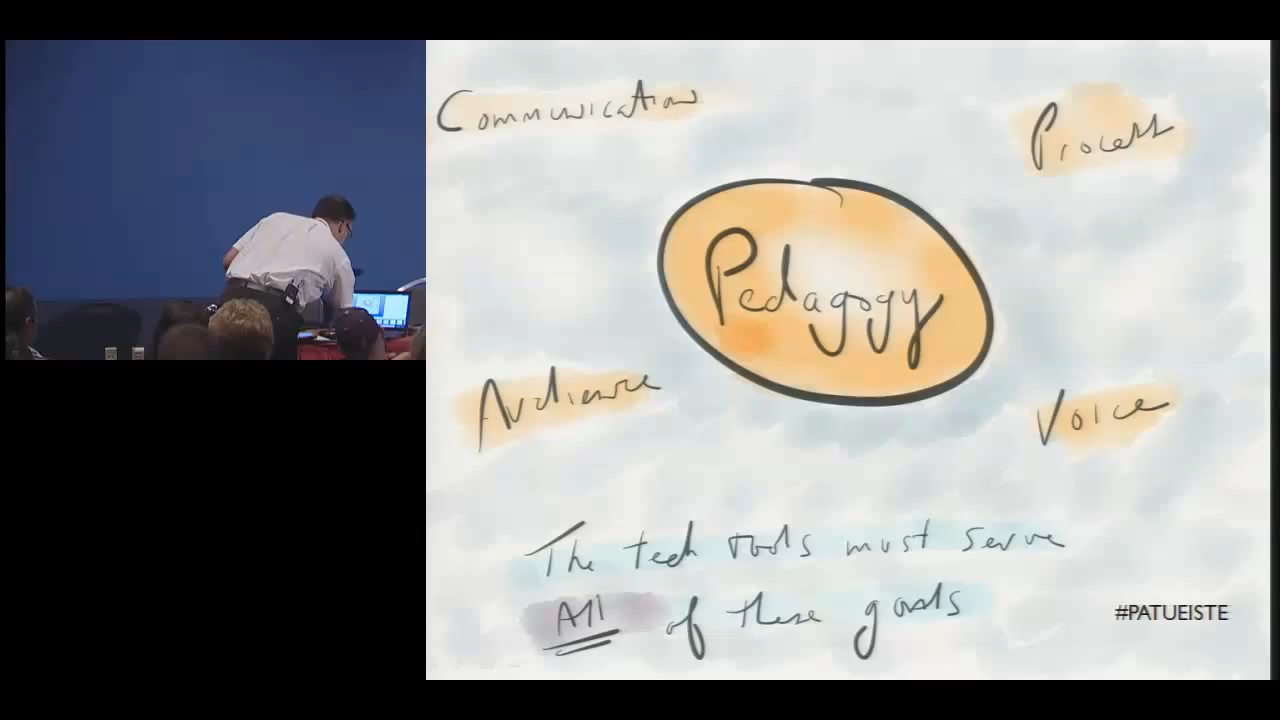 Communication
Process
Pedagogy
Audience
Voice
The tech tools must serve
All of these goals
#PATUEISTE